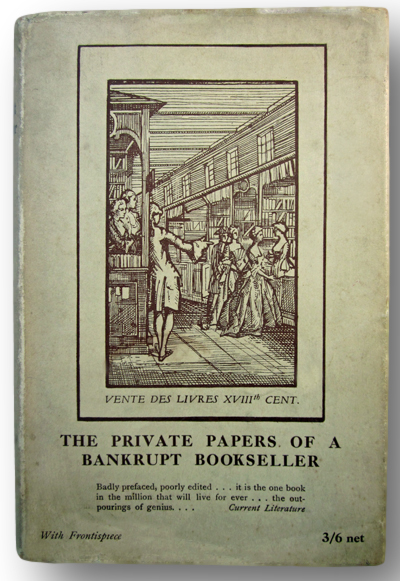 VENTE DES LIVRES XVIIIth CENT.
THE PRIVATE PAPERS OF A
BANKRUPT BOOKSELLER
Badly prefaced, poorly edited . . . it is the one book
in the million that will live for ever . . . the out-
pourings of genius. . . . Current Literature
With Frontispiece 3/6 net